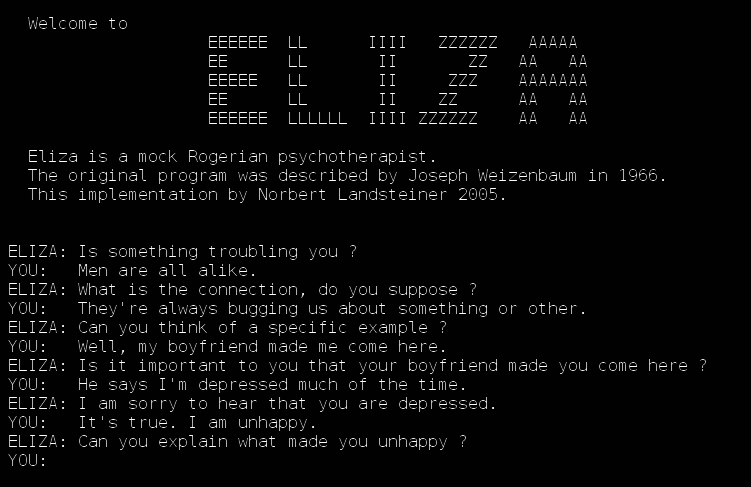 Welcome to
EEEEEE  LL      IIII   ZZZZZZ   AAAAA
EE      LL       II       ZZ   AA   AA
EEEEE   LL       II     ZZZ    AAAAAAA
EE      LL       II    ZZ      AA   AA
EEEEEE  LLLLLL  IIII ZZZZZZ    AA   AA
Eliza is a mock Rogerian psychotherapist.
The original program was described by Joseph Weizenbaum in 1966.
This implementation by Norbert Landsteiner 2005.
ELIZA: Is something troubling you ?
YOU:   Men are all alike.
ELIZA: What is the connection, do you suppose ?
YOU:   They're always bugging us about something or other.
ELIZA: Can you think of a specific example ?
YOU:   Well, my boyfriend made me come here.
ELIZA: Is it important to you that your boyfriend made you come here ?
YOU:   He says I'm depressed much of the time.
ELIZA: I am sorry to hear that you are depressed.
YOU:   It's true. I am unhappy.
ELIZA: Can you explain what made you unhappy ?
YOU: